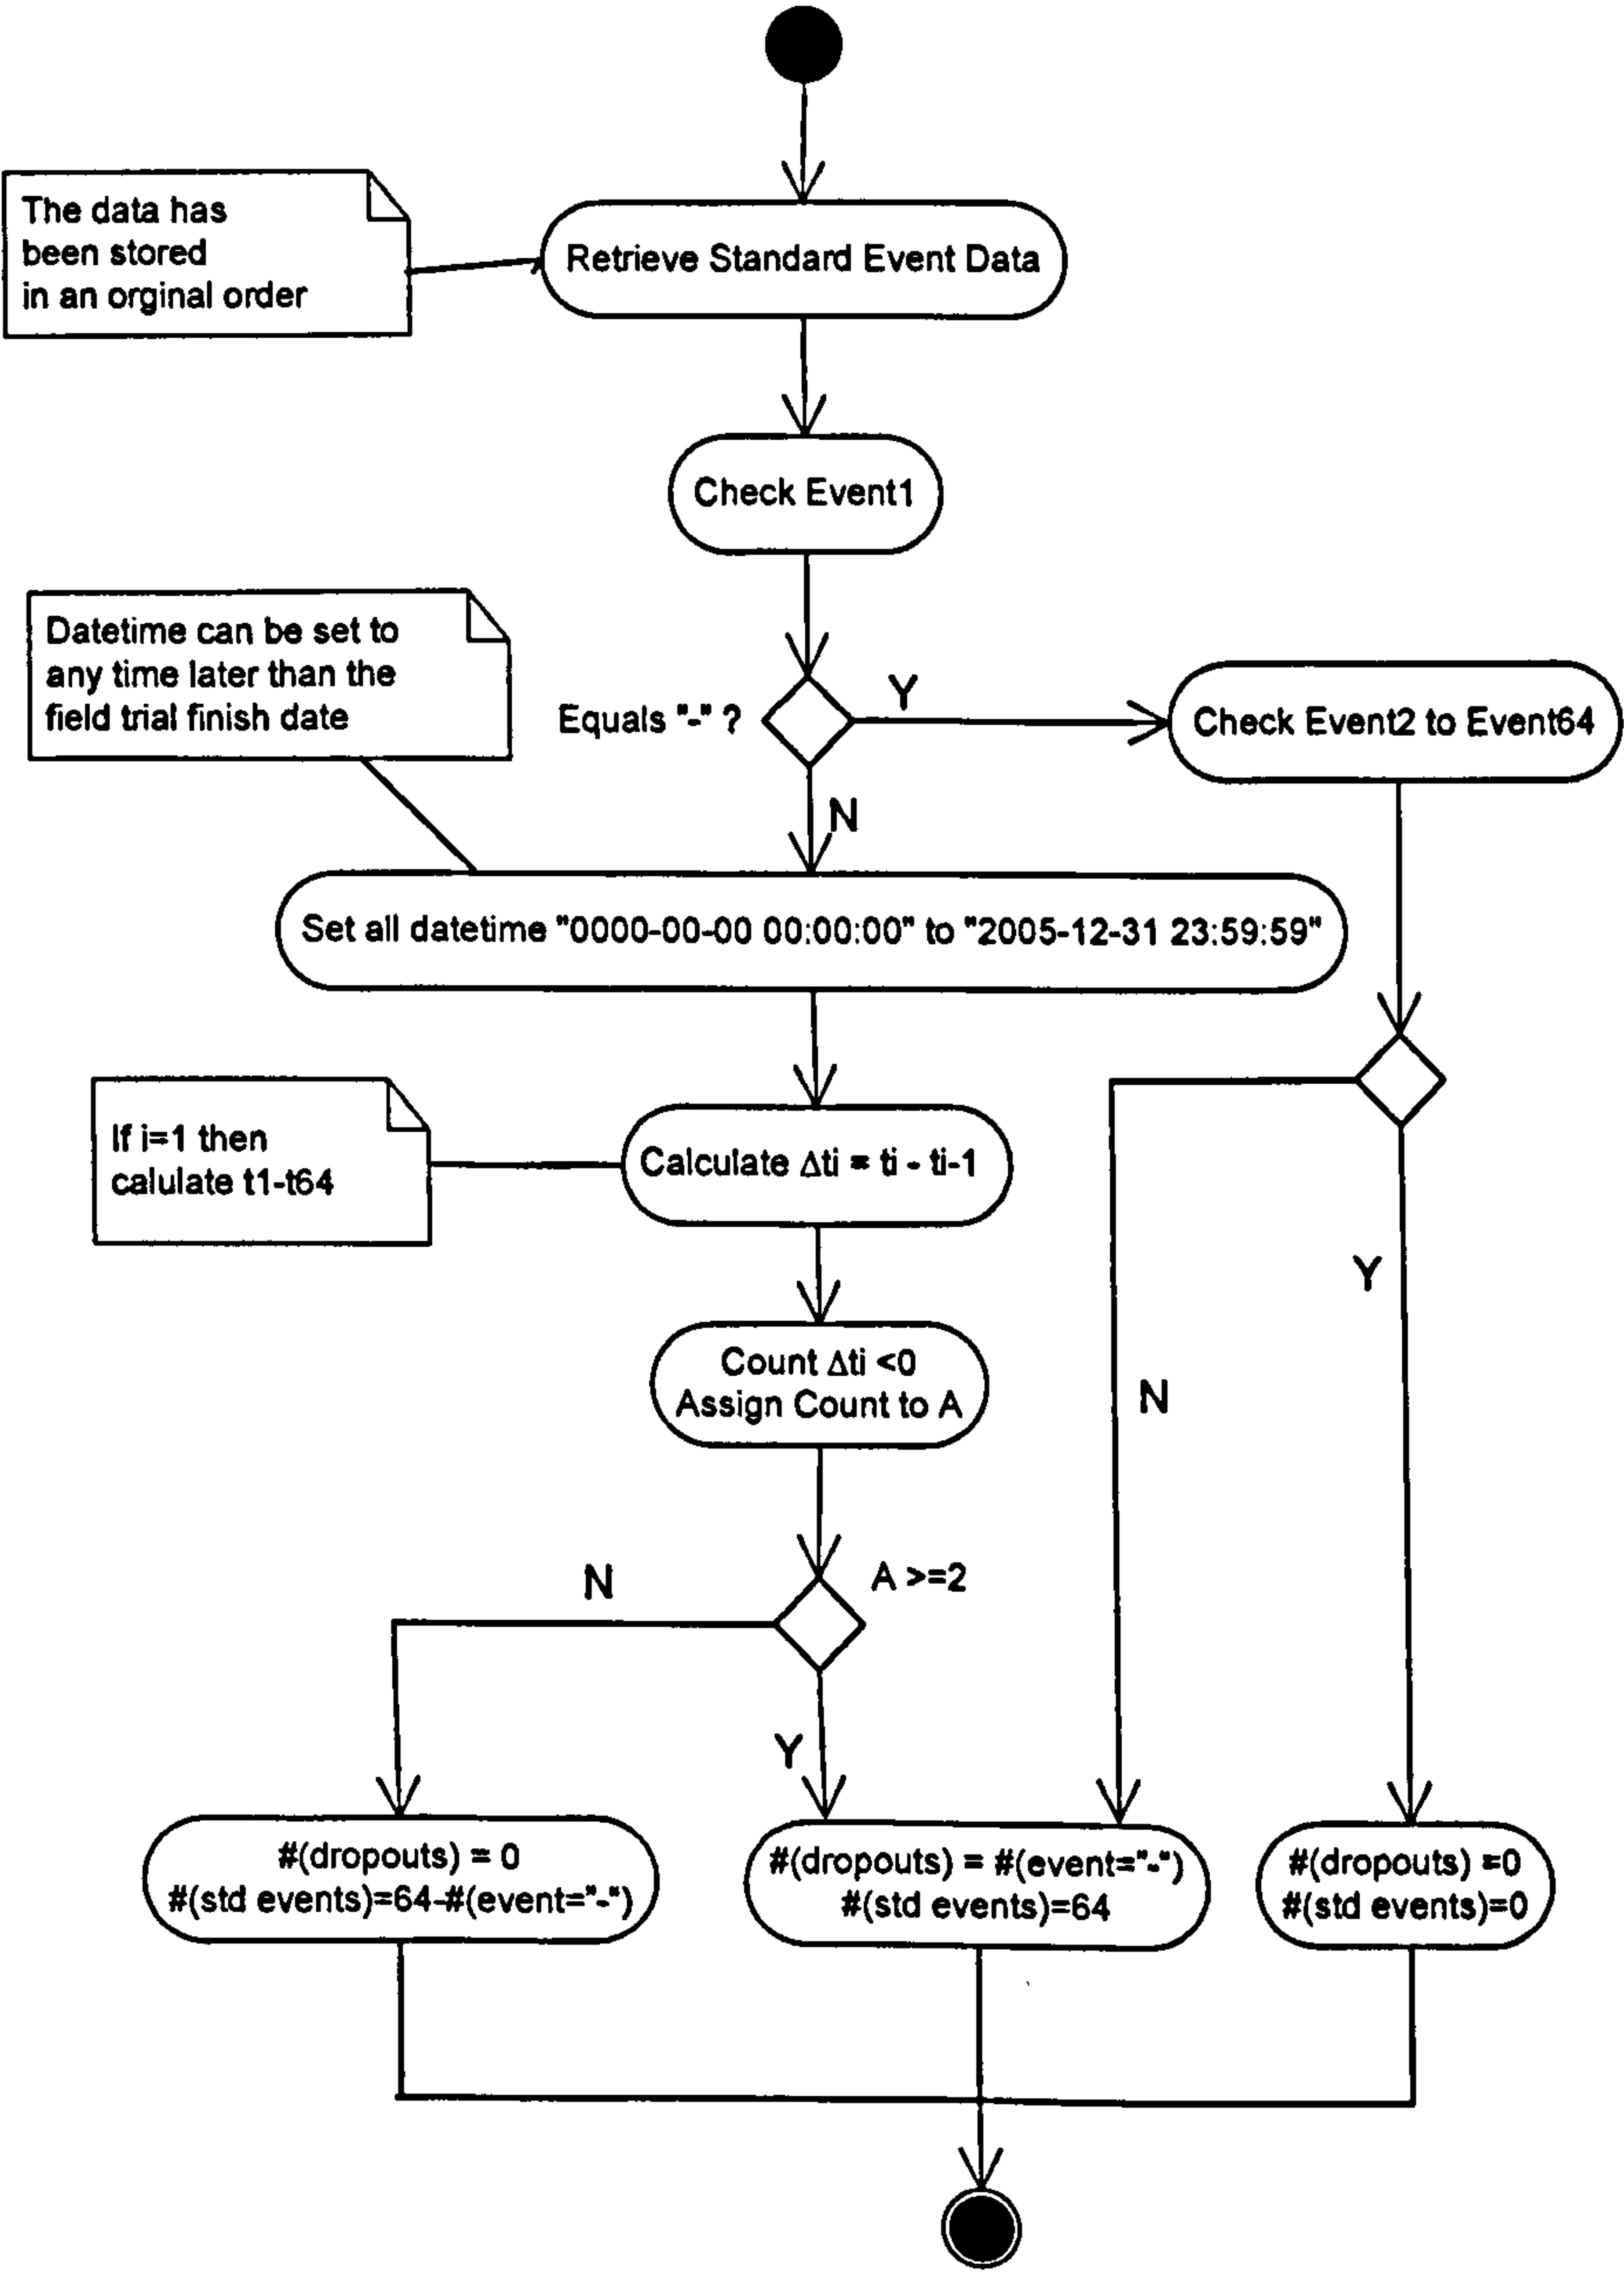 The data has
been stored
in an orginal order
Retrieve Standard Event Data
Check Event1
Datetime can be set to
any time later than the
field trial finish date
Equals "-" ?
Y
Check Event2 to Event64
N
Set all datetime "0000-00-00 00:00:00" to "2005-12-31 23:59:59"
If i=1 then
calulate t1-t64
Calculate Δti = ti - ti-1
Y
Count Δti <0
Assign Count to A
N
N
A >=2
Y
#(dropouts) = 0
#(std events)=64-#(event="-")
#(dropouts) = #(event="-")
#(std events)=64
#(dropouts) =0
#(std events)=0